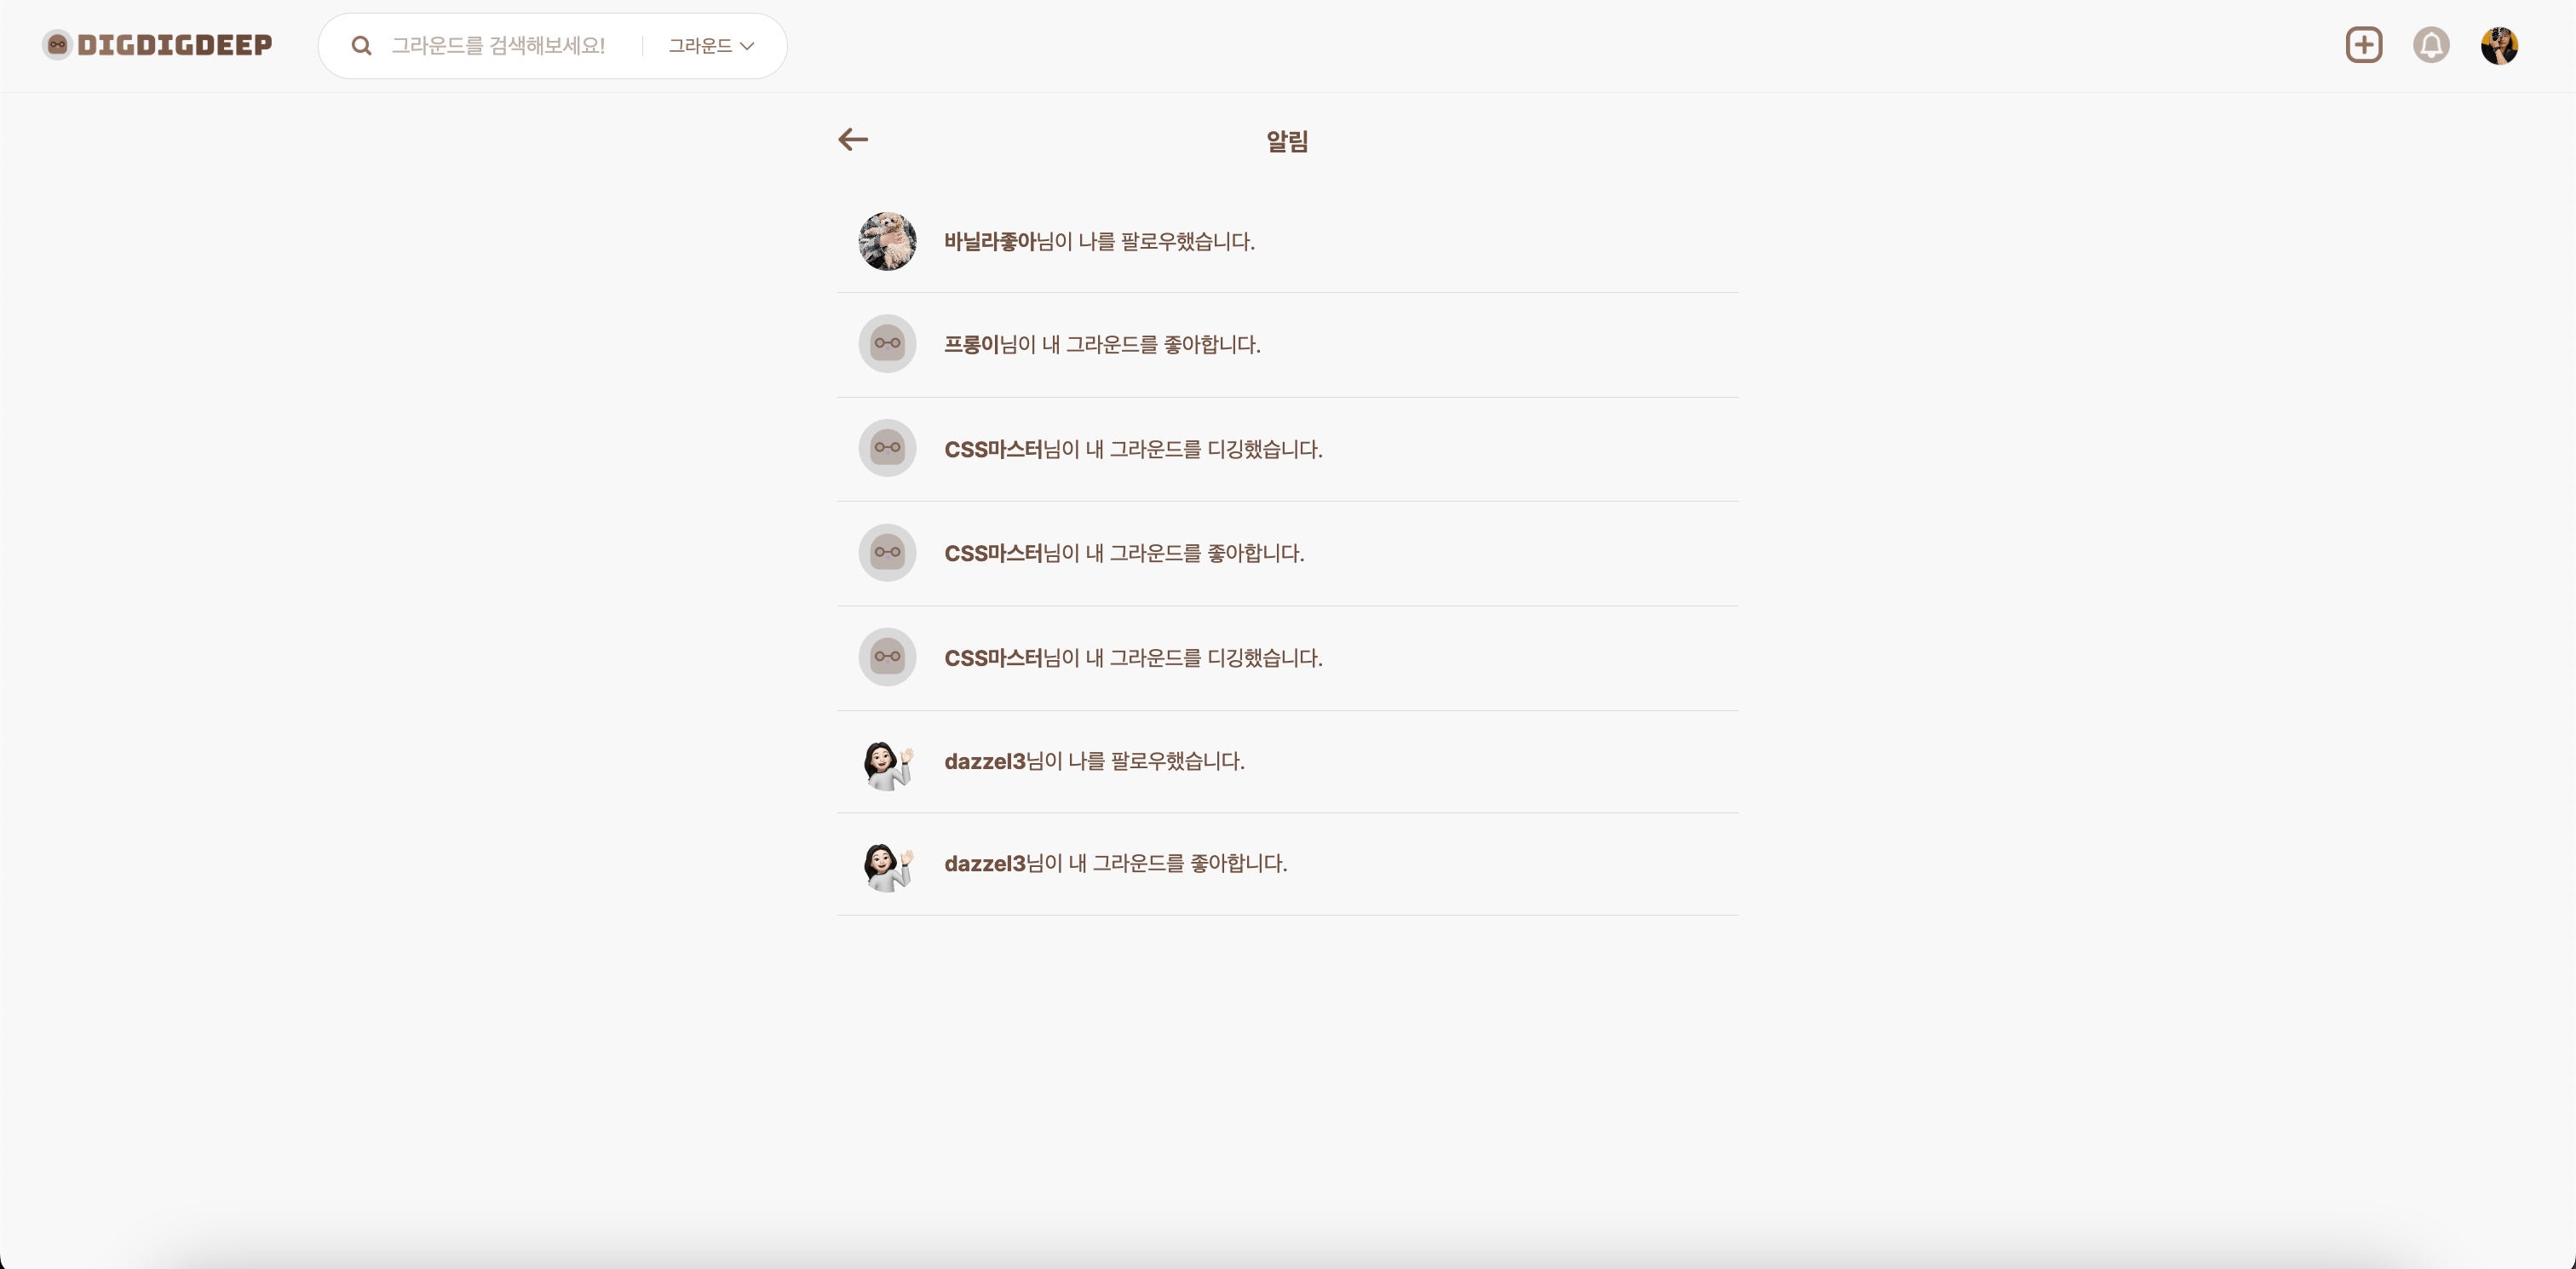 DIGDIGDEEP
그라운드를 검색해보세요!
그라운드
알림
바닐라좋아님이 나를 팔로우했습니다.
프롱이님이 내 그라운드를 좋아합니다.
CSS마스터님이 내 그라운드를 디깅했습니다.
CSS마스터님이 내 그라운드를 좋아합니다.
CSS마스터님이 내 그라운드를 디깅했습니다.
dazzel3님이 나를 팔로우했습니다.
dazzel3님이 내 그라운드를 좋아합니다.